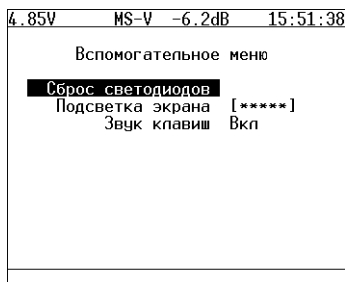 4.85V MS-V -6.2dB 15:51:38
Вспомогательное меню
Сброс светодиодов
Подсветка экрана [*****]
Звук клавиш Вкл